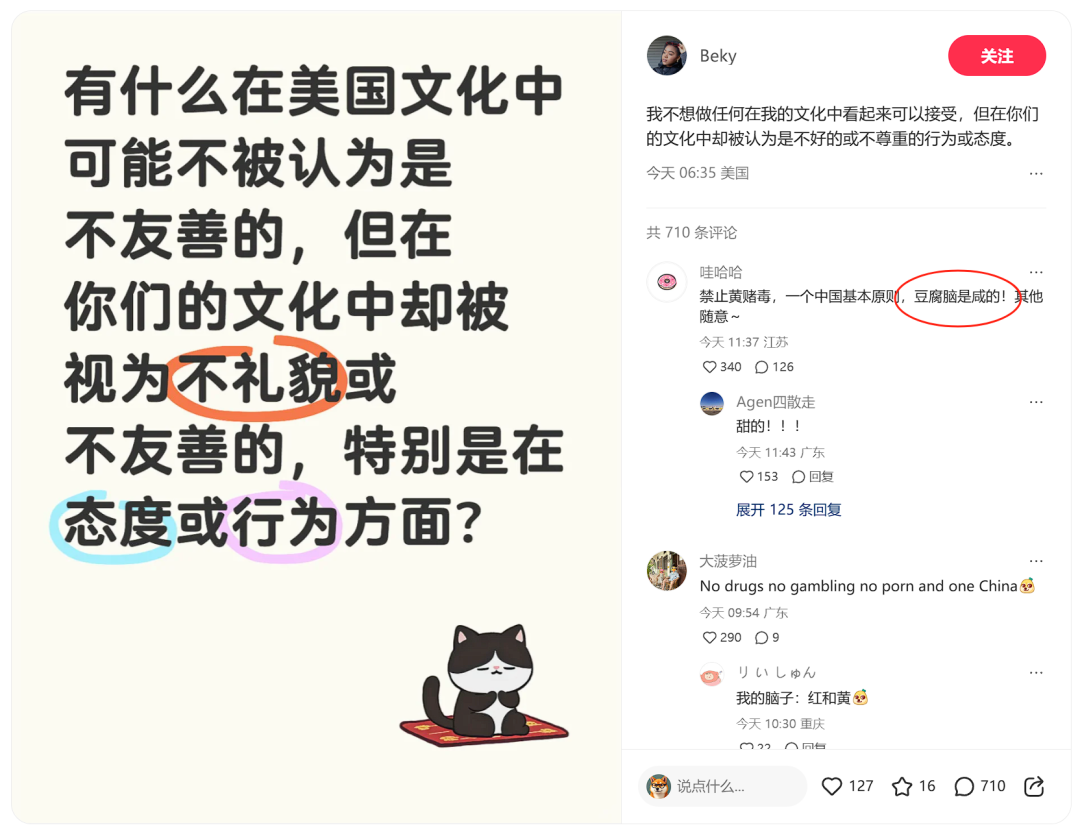 有什么在美国文化中
可能不被认为是
不友善的，但在
你们的文化中却被
视为不礼貌或
不友善的，特别是在
态度或行为方面？
Beky
关注
我不想做任何在我的文化中看起来可以接受，但在你们
的文化中却被认为是不好的或不尊重的行为或态度。
今天 06:35 美国
共 710 条评论
哇哈哈
禁止黄赌毒，一个中国基本原则，豆腐脑是咸的！其他
随意～
今天 11:37 江苏
340 126
Agen四散走
甜的！！！
今天 11:43 广东
153 回复
展开 125 条回复
大菠萝油
No drugs no gambling no porn and one China
今天 09:54 广东
290 9
りぃしゅん
我的脑子：红和黄
今天 10:30 重庆
22 回复
说点什么...
127 16 710